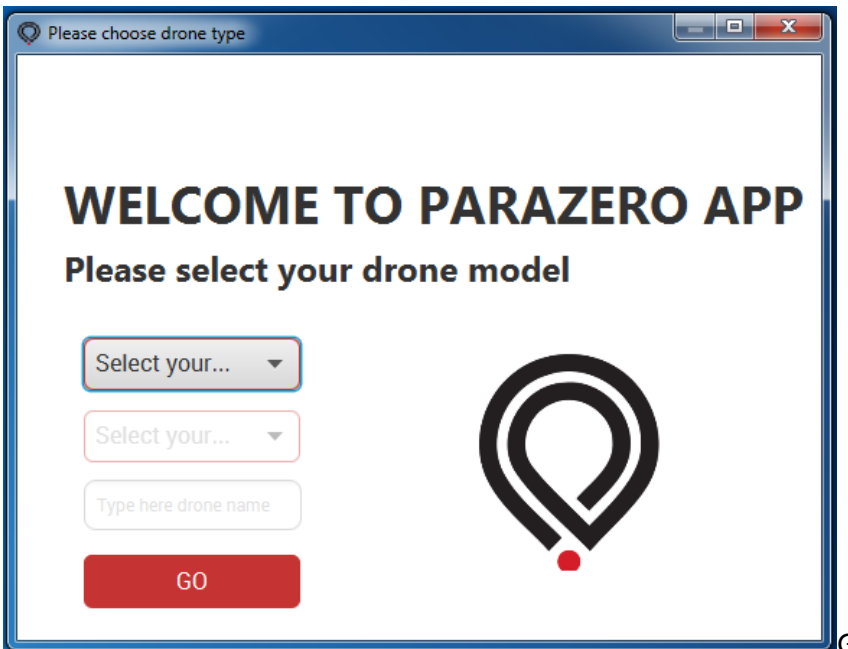 Please choose drone type
WELCOME TO PARAZERO APP
Please select your drone model
Select your...
Select your...
Type here drone name
GO